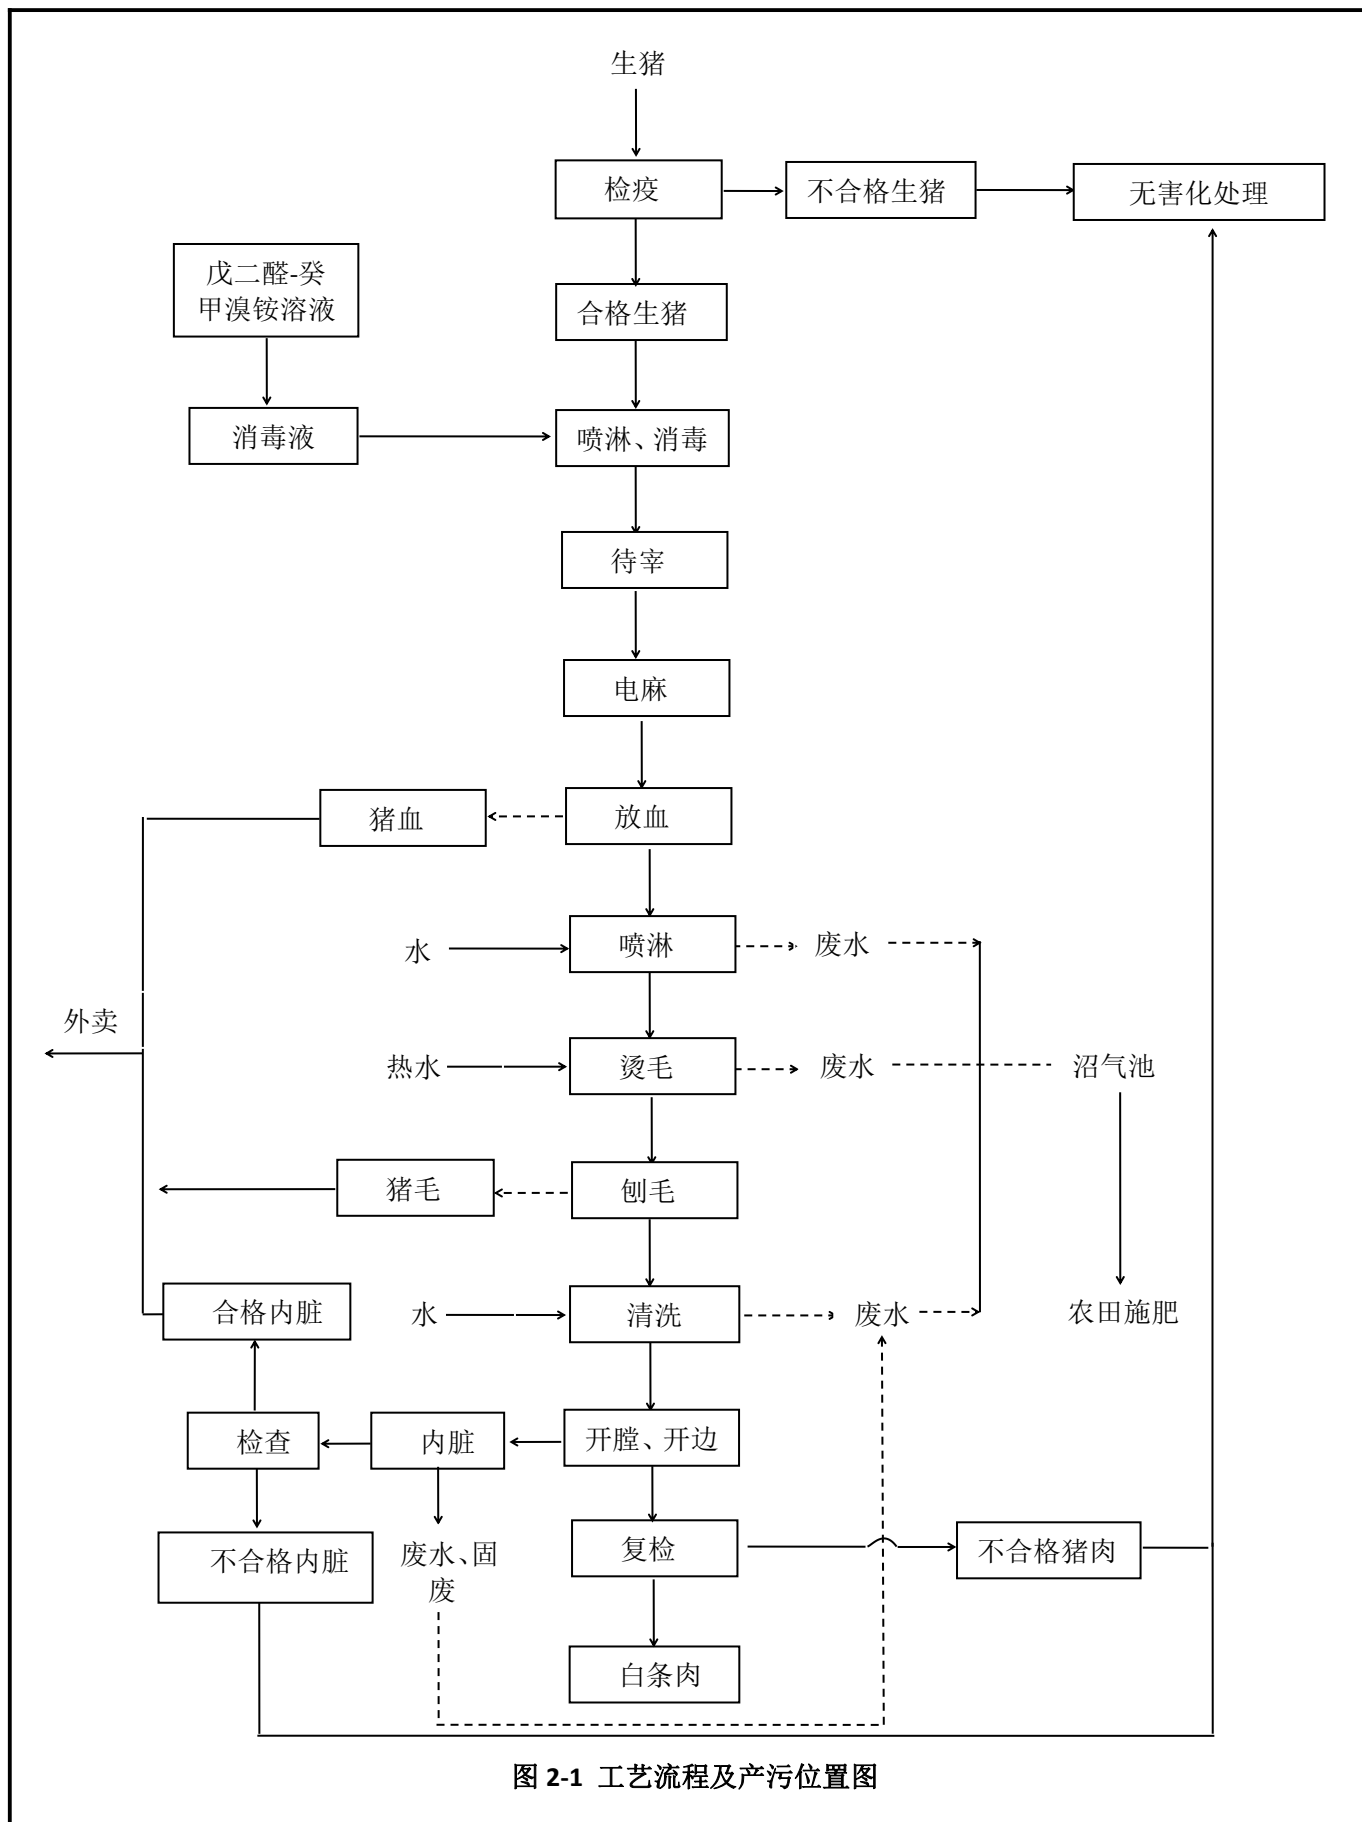 生猪
检疫
不合格生猪
无害化处理
戊二醛-癸
甲溴铵溶液
合格生猪
消毒液
喷淋、消毒
待宰
电麻
猪血
放血
水
喷淋
废水
外卖
热水
烫毛
废水
沼气池
猪毛
刨毛
合格内脏
水
清洗
废水
农田施肥
检查
内脏
开膛、开边
不合格内脏
废水、固
废
复检
不合格猪肉
白条肉
图 2-1 工艺流程及产污位置图